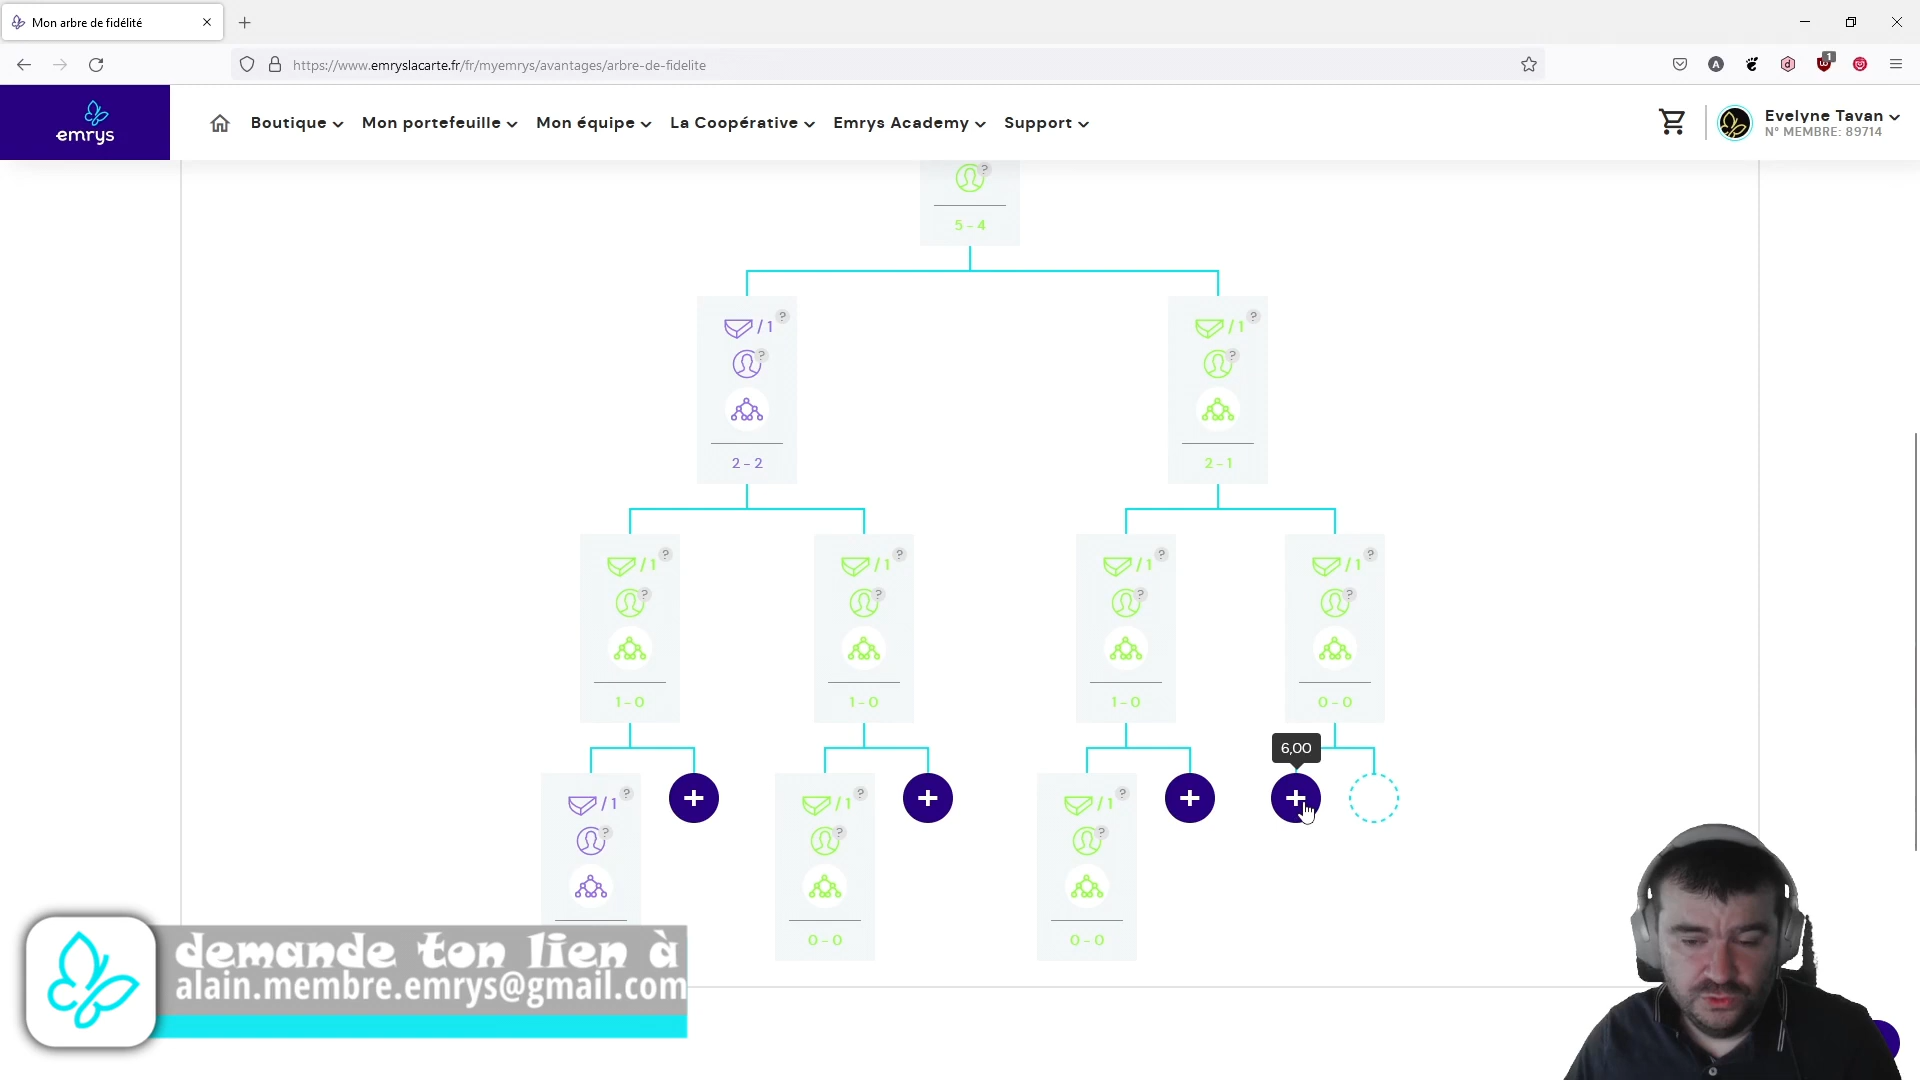 Mon arbre de fidélité
https://www.emryslacarte.fr/fr/myemrys/avantages/arbre-de-fidelite
1
emrys
Boutique
Mon portefeuille
Mon équipe
La Coopérative
Emrys Academy
Support
Evelyne Tavan
N° MEMBRE: 89714
?
5 - 4
/ 1 ?
?
2 - 2
/ 1 ?
?
2 - 1
/ 1 ?
?
1 - 0
/ 1 ?
?
1 - 0
/ 1 ?
?
1 - 0
/ 1 ?
?
0 - 0
6,00
/ 1 ?
?
/ 1 ?
?
0 - 0
/ 1 ?
?
0 - 0
demande ton lien à
alain.membre.emrys@gmail.com